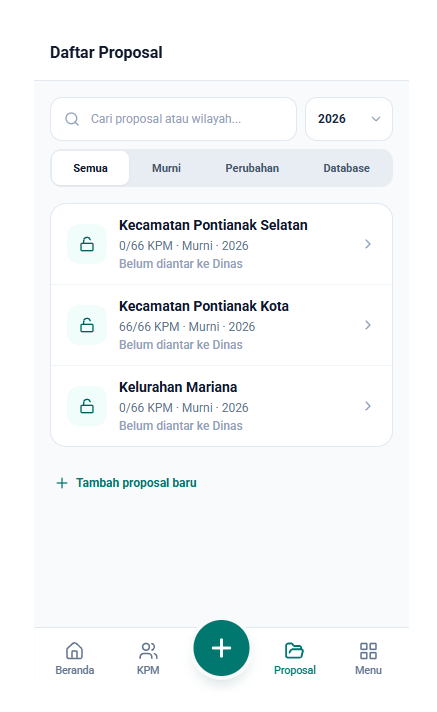 Daftar Proposal
Cari proposal atau wilayah...
2026
Semua
Murni
Perubahan
Database
Kecamatan Pontianak Selatan
0/66 KPM · Murni · 2026
Belum diantar ke Dinas
Kecamatan Pontianak Kota
66/66 KPM · Murni · 2026
Belum diantar ke Dinas
Kelurahan Mariana
0/66 KPM · Murni · 2026
Belum diantar ke Dinas
Tambah proposal baru
Beranda
KPM
Proposal
Menu